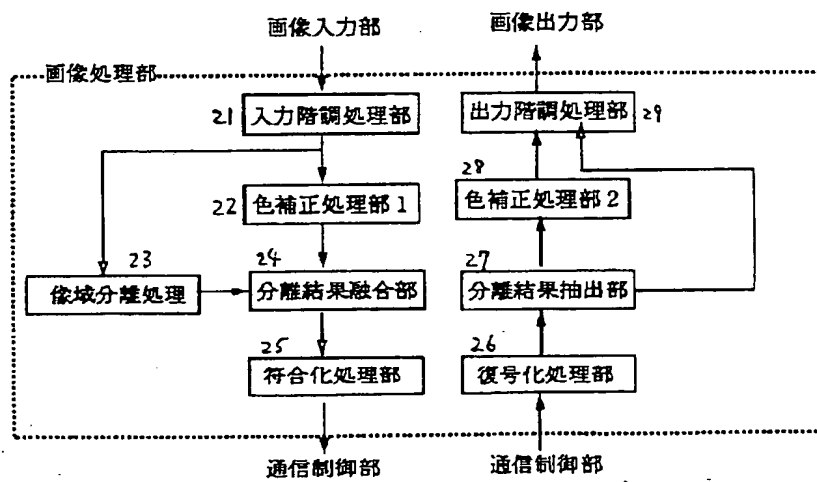 画像入力部
画像出力部
画像処理部
21
入力階調処理部
出力階調処理部
29
28
22
色補正処理部1
色補正処理部2
23
24
27
像域分離処理
分離結果融合部
分離結果抽出部
25
26
符合化処理部
復号化処理部
通信制御部
通信制御部